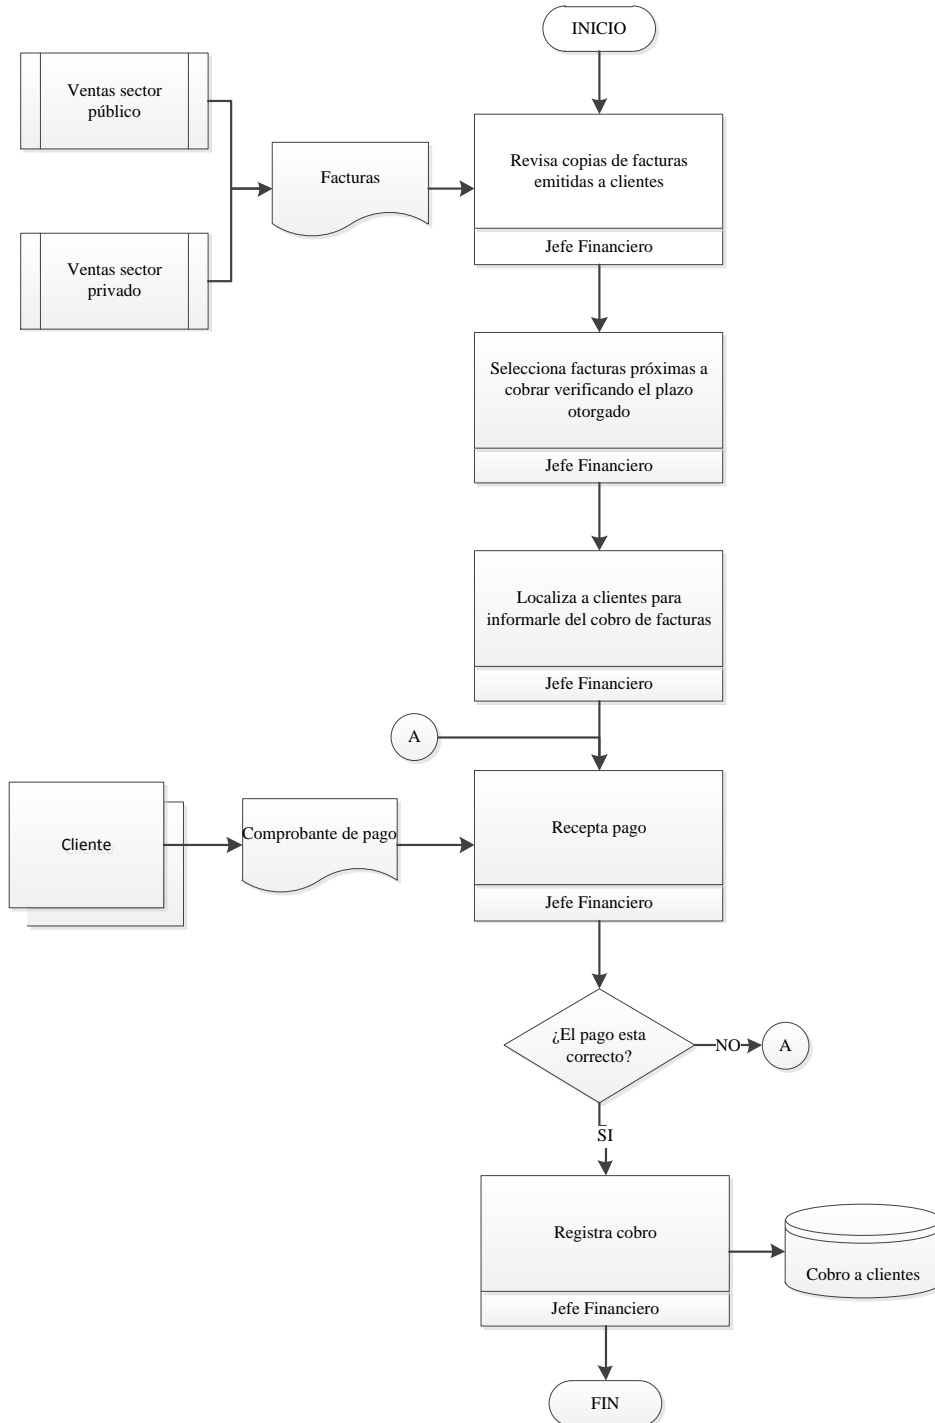 INICIO
Ventas sector
público
Facturas
Revisa copias de facturas
emitidas a clientes
Jefe Financiero
Ventas sector
privado
Selecciona facturas próximas a
cobrar verificando el plazo
otorgado
Jefe Financiero
Localiza a clientes para
informarle del cobro de facturas
Jefe Financiero
A
Cliente
Comprobante de pago
Recepta pago
Jefe Financiero
¿El pago esta
correcto?
NO
A
SI
Registra cobro
Jefe Financiero
Cobro a clientes
FIN